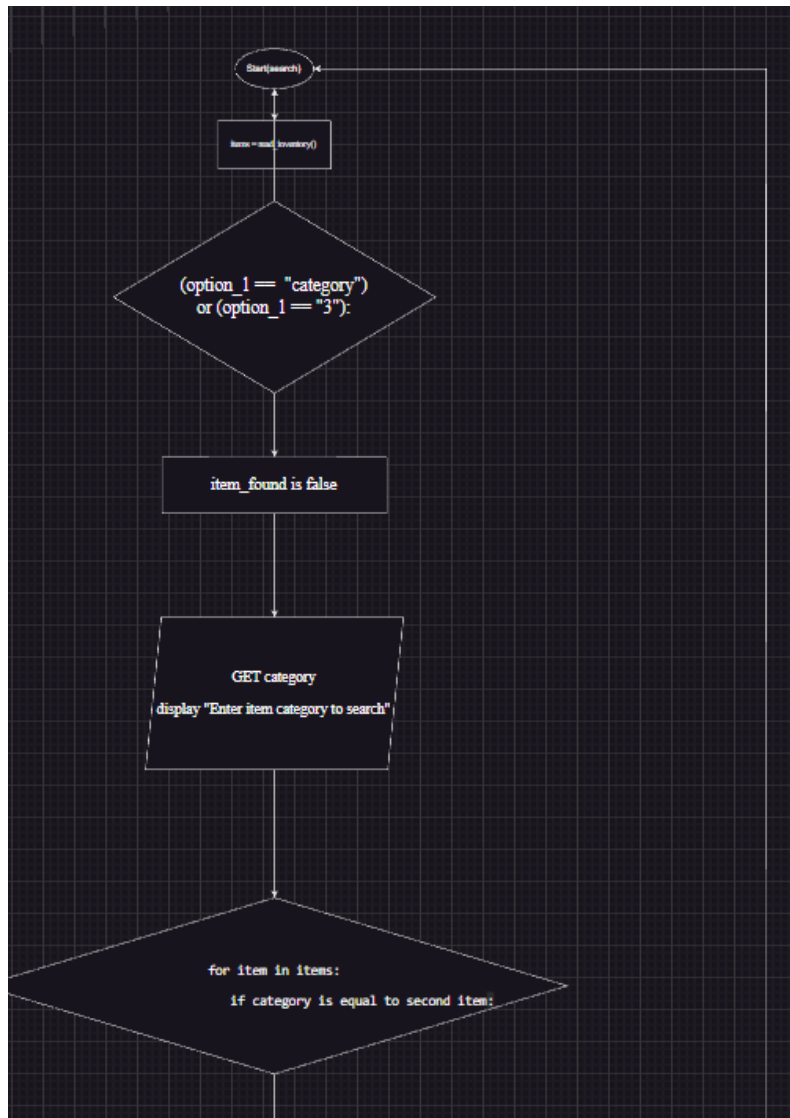 Start(search)
items = read_inventory()
(option_1 == "category")
or (option_1 == "3"):
item_found is false
GET category
display "Enter item category to search"
for item in items:
if category is equal to second item: